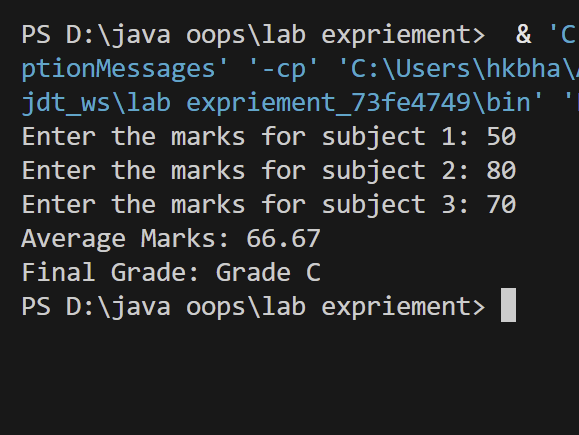 PS D:\java oops\lab expriement>  & 'C
ptionMessages' '-cp' 'C:\Users\hkbha\A
jdt_ws\lab expriement_73fe4749\bin' '
Enter the marks for subject 1: 50
Enter the marks for subject 2: 80
Enter the marks for subject 3: 70
Average Marks: 66.67
Final Grade: Grade C
PS D:\java oops\lab expriement>